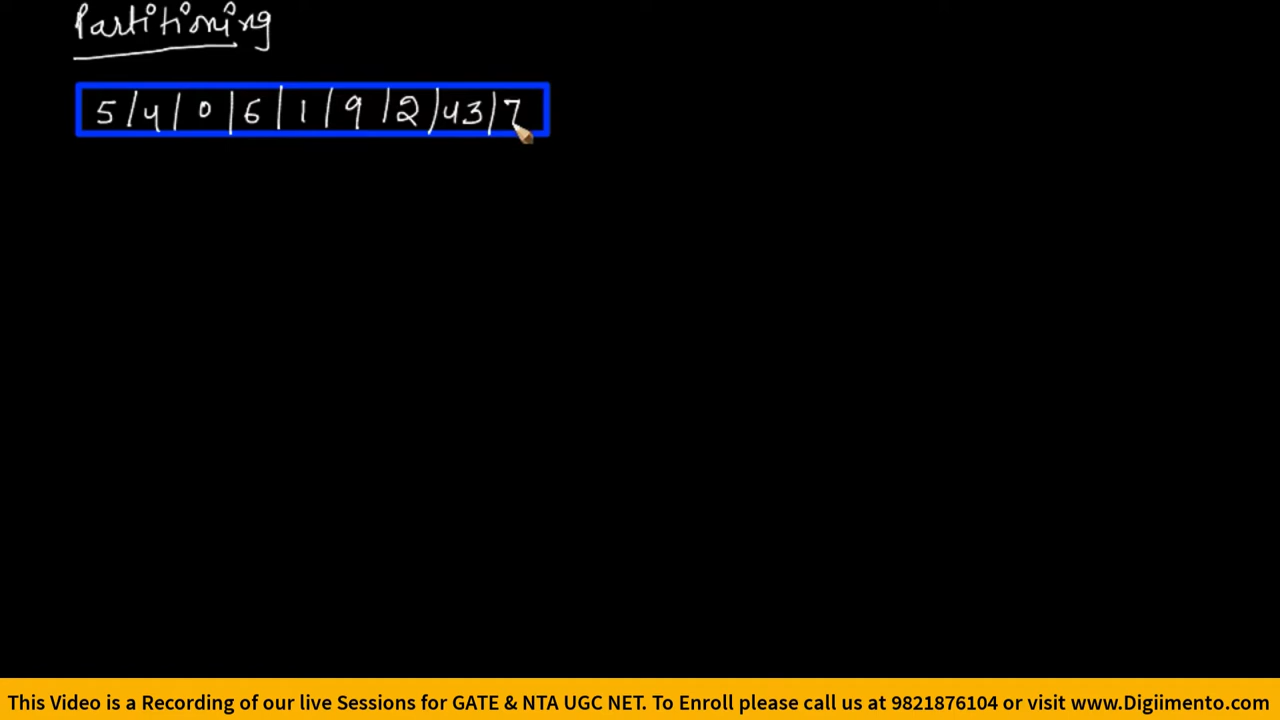 Partitioning
5 | 4 | 0 | 6 | 1 | 9 | 2 | 43 | 7
This Video is a Recording of our live Sessions for GATE & NTA UGC NET. To Enroll please call us at 9821876104 or visit www.Digiimento.com